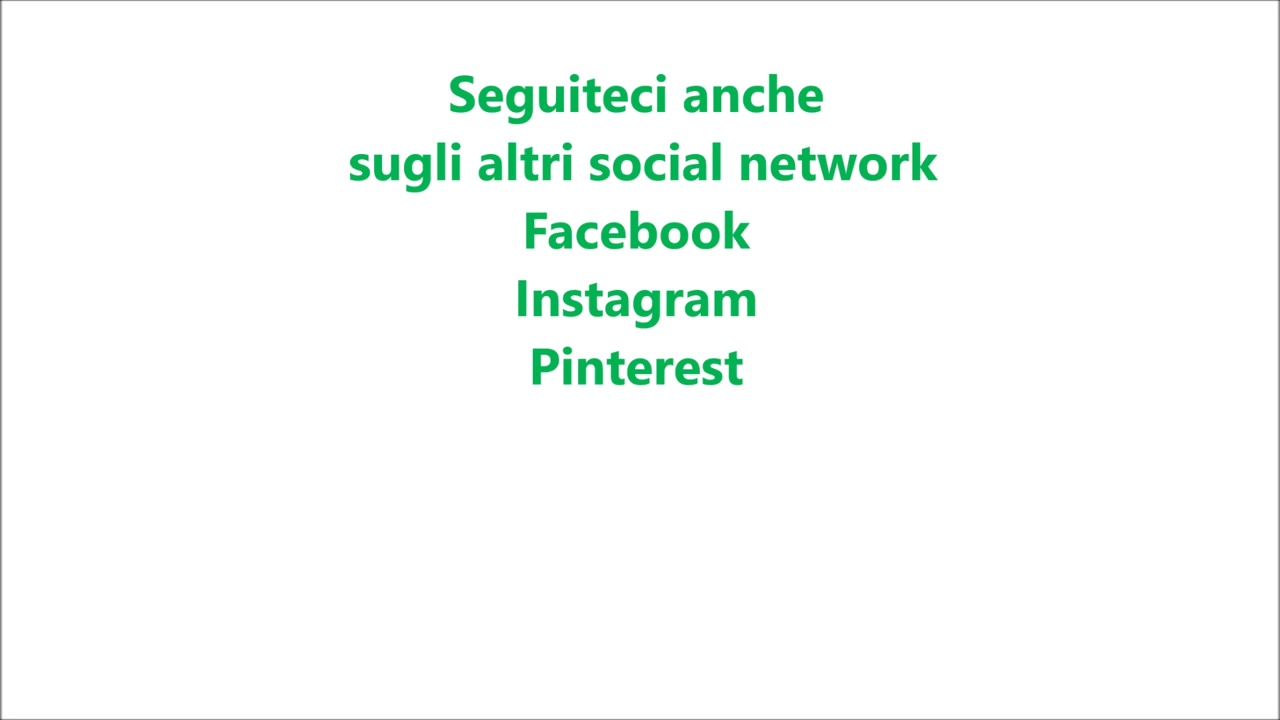 Seguiteci anche
sugli altri social network
Facebook
Instagram
Pinterest